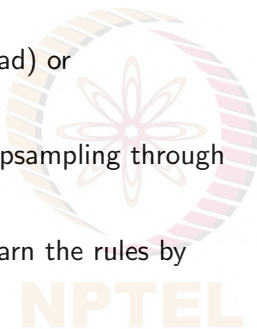 ad) or
psampling through
arn the rules by
NPTEL